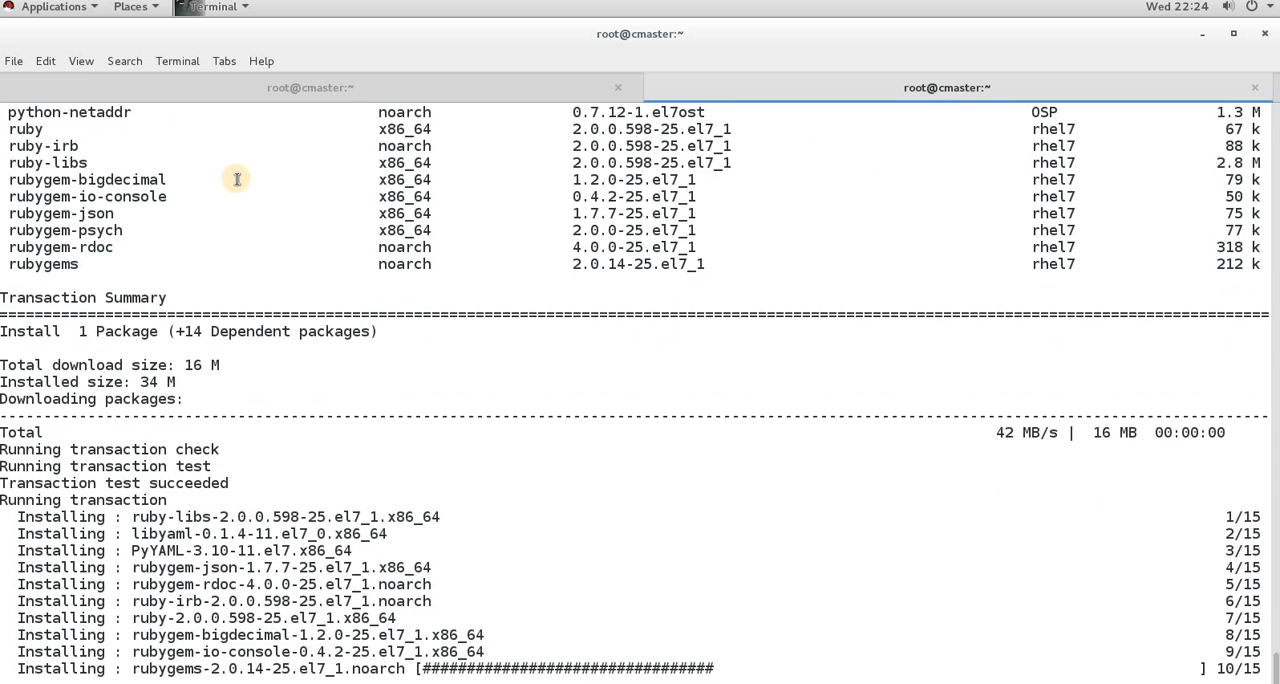 Applications Places Terminal Wed 22:24
root@cmaster:~
File Edit View Search Terminal Tabs Help
root@cmaster:~ × root@cmaster:~ ×
python-netaddr noarch 0.7.12-1.el7ost OSP 1.3 M
ruby x86_64 2.0.0.598-25.el7_1 rhel7 67 k
ruby-irb noarch 2.0.0.598-25.el7_1 rhel7 88 k
ruby-libs x86_64 2.0.0.598-25.el7_1 rhel7 2.8 M
rubygem-bigdecimal x86_64 1.2.0-25.el7_1 rhel7 79 k
rubygem-io-console x86_64 0.4.2-25.el7_1 rhel7 50 k
rubygem-json x86_64 1.7.7-25.el7_1 rhel7 75 k
rubygem-psych x86_64 2.0.0-25.el7_1 rhel7 77 k
rubygem-rdoc noarch 4.0.0-25.el7_1 rhel7 318 k
rubygems noarch 2.0.14-25.el7_1 rhel7 212 k
Transaction Summary
================================================================================
Install 1 Package (+14 Dependent packages)
Total download size: 16 M
Installed size: 34 M
Downloading packages:
--------------------------------------------------------------------------------
Total 42 MB/s | 16 MB 00:00:00
Running transaction check
Running transaction test
Transaction test succeeded
Running transaction
Installing : ruby-libs-2.0.0.598-25.el7_1.x86_64 1/15
Installing : libyaml-0.1.4-11.el7_0.x86_64 2/15
Installing : PyYAML-3.10-11.el7.x86_64 3/15
Installing : rubygem-json-1.7.7-25.el7_1.x86_64 4/15
Installing : rubygem-rdoc-4.0.0-25.el7_1.noarch 5/15
Installing : ruby-irb-2.0.0.598-25.el7_1.noarch 6/15
Installing : ruby-2.0.0.598-25.el7_1.x86_64 7/15
Installing : rubygem-bigdecimal-1.2.0-25.el7_1.x86_64 8/15
Installing : rubygem-io-console-0.4.2-25.el7_1.x86_64 9/15
Installing : rubygems-2.0.14-25.el7_1.noarch [################################# ] 10/15